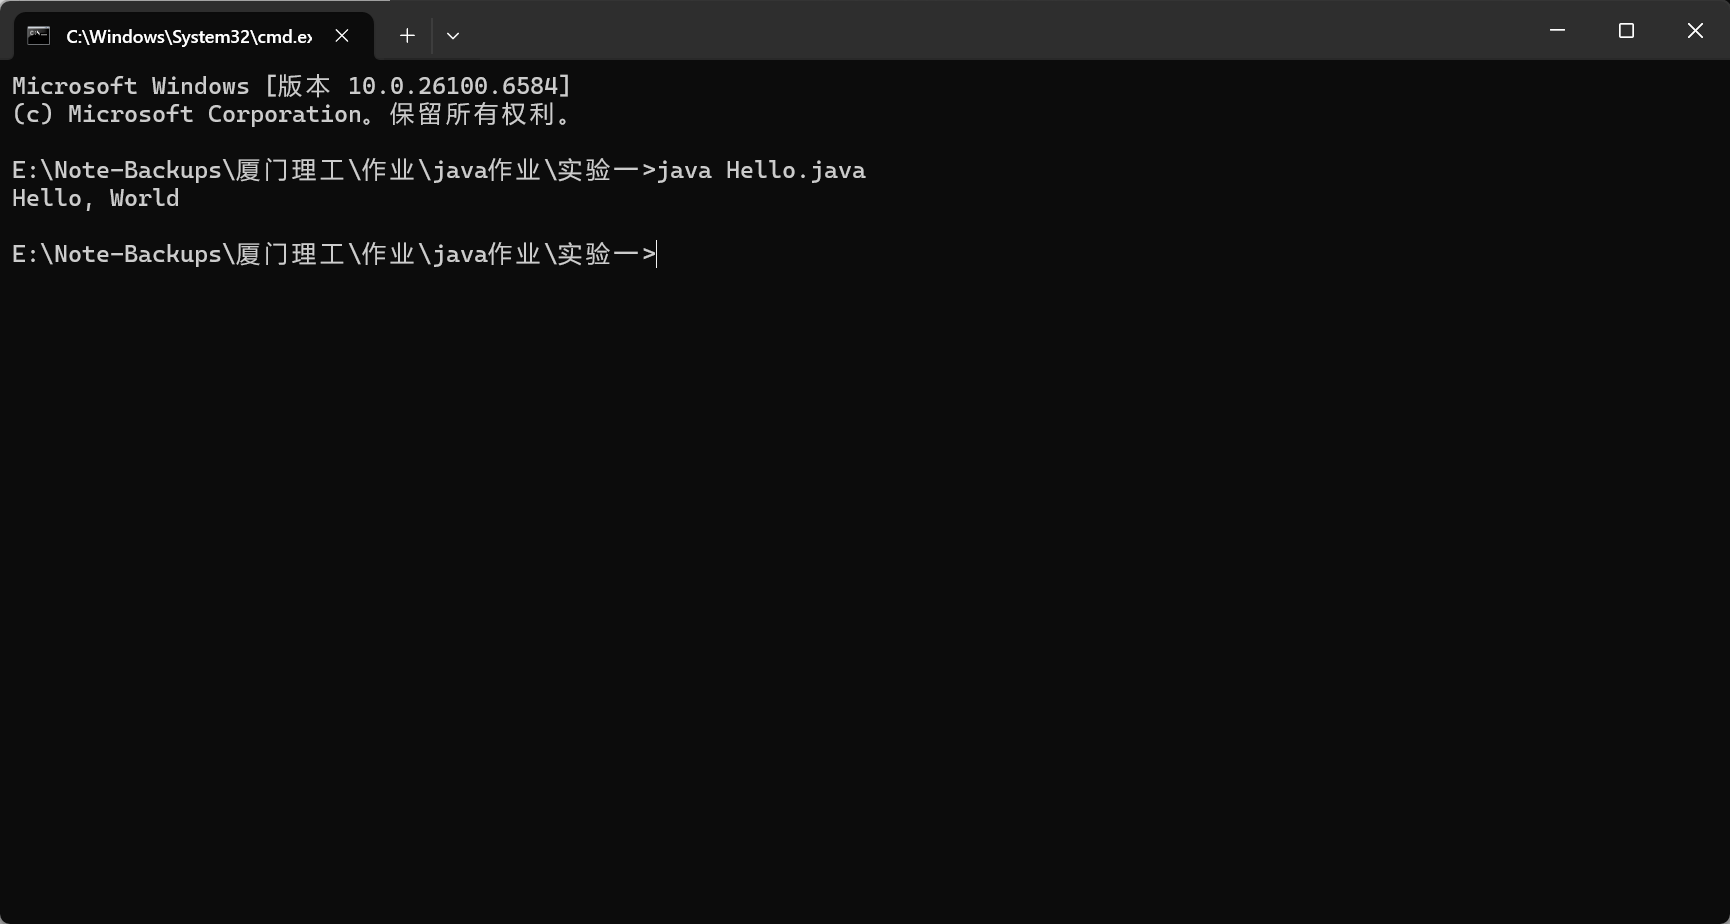 C:\Windows\System32\cmd.ex
Microsoft Windows [版本 10.0.26100.6584]
(c) Microsoft Corporation。保留所有权利。
E:\Note-Backups\厦门理工\作业\java作业\实验一>java Hello.java
Hello, World
E:\Note-Backups\厦门理工\作业\java作业\实验一>